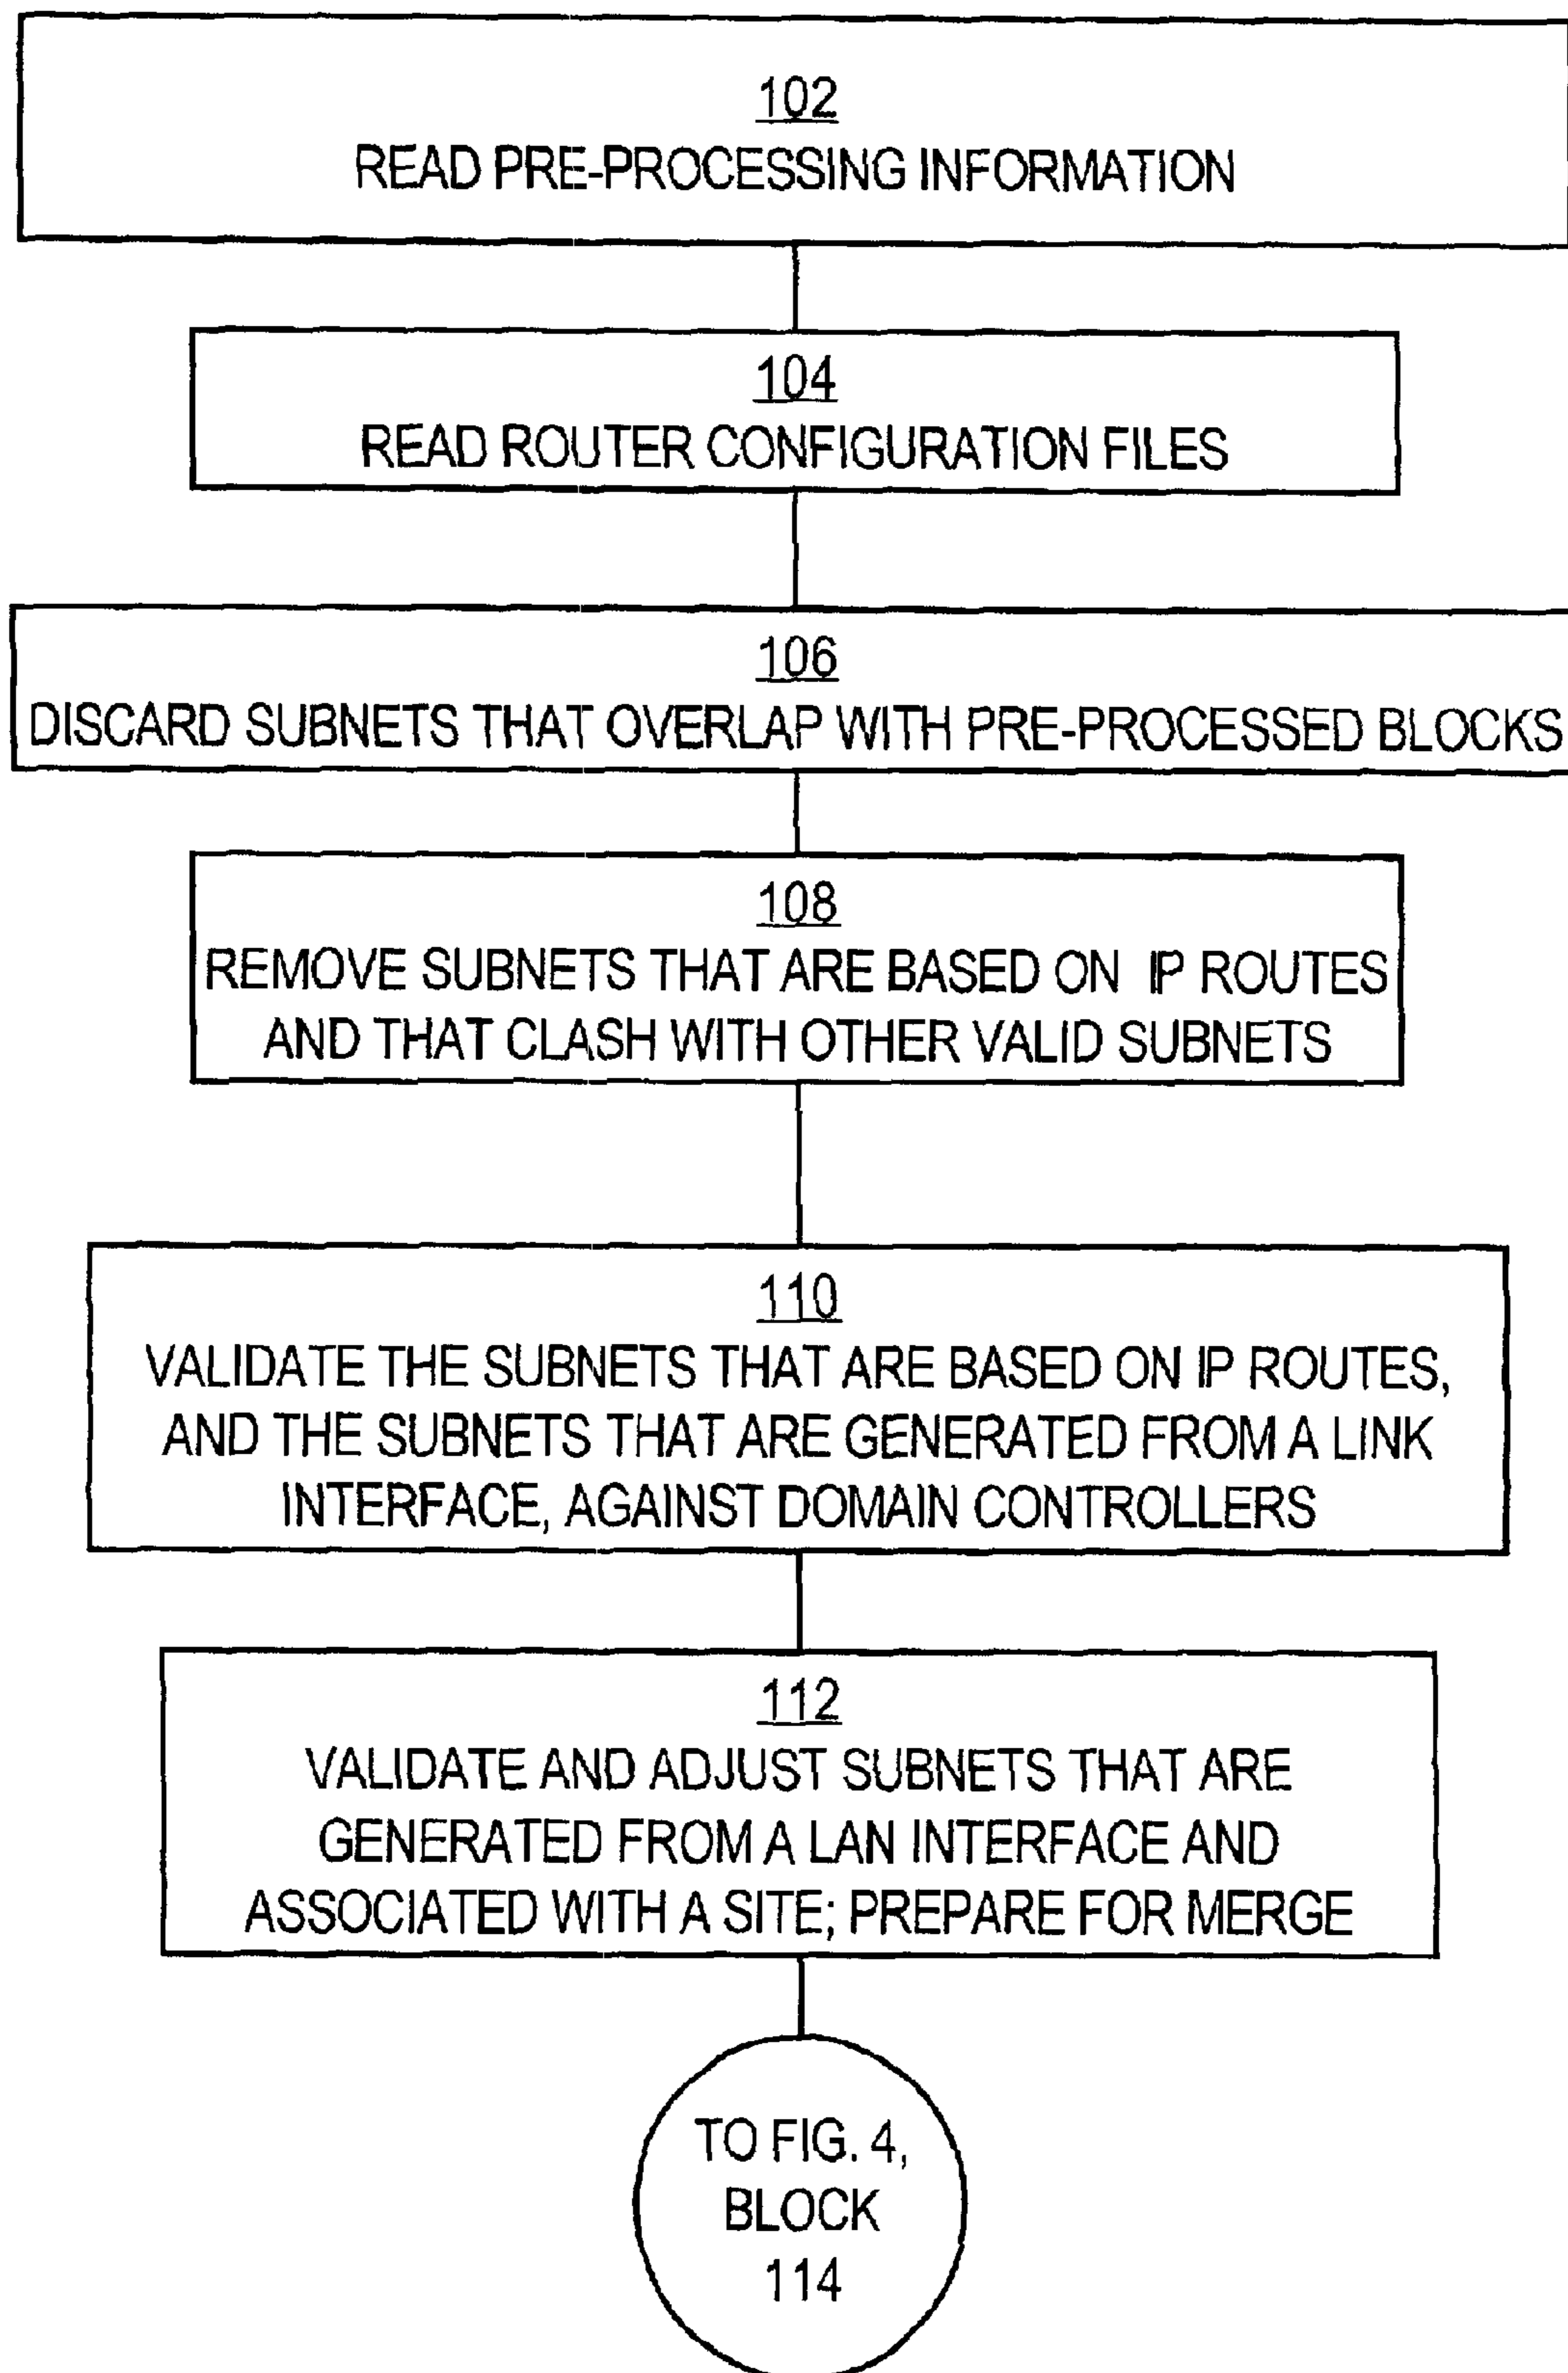 102
READ PRE-PROCESSING INFORMATION
104
READ ROUTER CONFIGURATION FILES
106
DISCARD SUBNETS THAT OVERLAP WITH PRE-PROCESSED BLOCKS
108
REMOVE SUBNETS THAT ARE BASED ON IP ROUTES
AND THAT CLASH WITH OTHER VALID SUBNETS
110
VALIDATE THE SUBNETS THAT ARE BASED ON IP ROUTES,
AND THE SUBNETS THAT ARE GENERATED FROM A LINK
INTERFACE, AGAINST DOMAIN CONTROLLERS
112
VALIDATE AND ADJUST SUBNETS THAT ARE
GENERATED FROM A LAN INTERFACE AND
ASSOCIATED WITH A SITE; PREPARE FOR MERGE
TO FIG. 4,
BLOCK
114